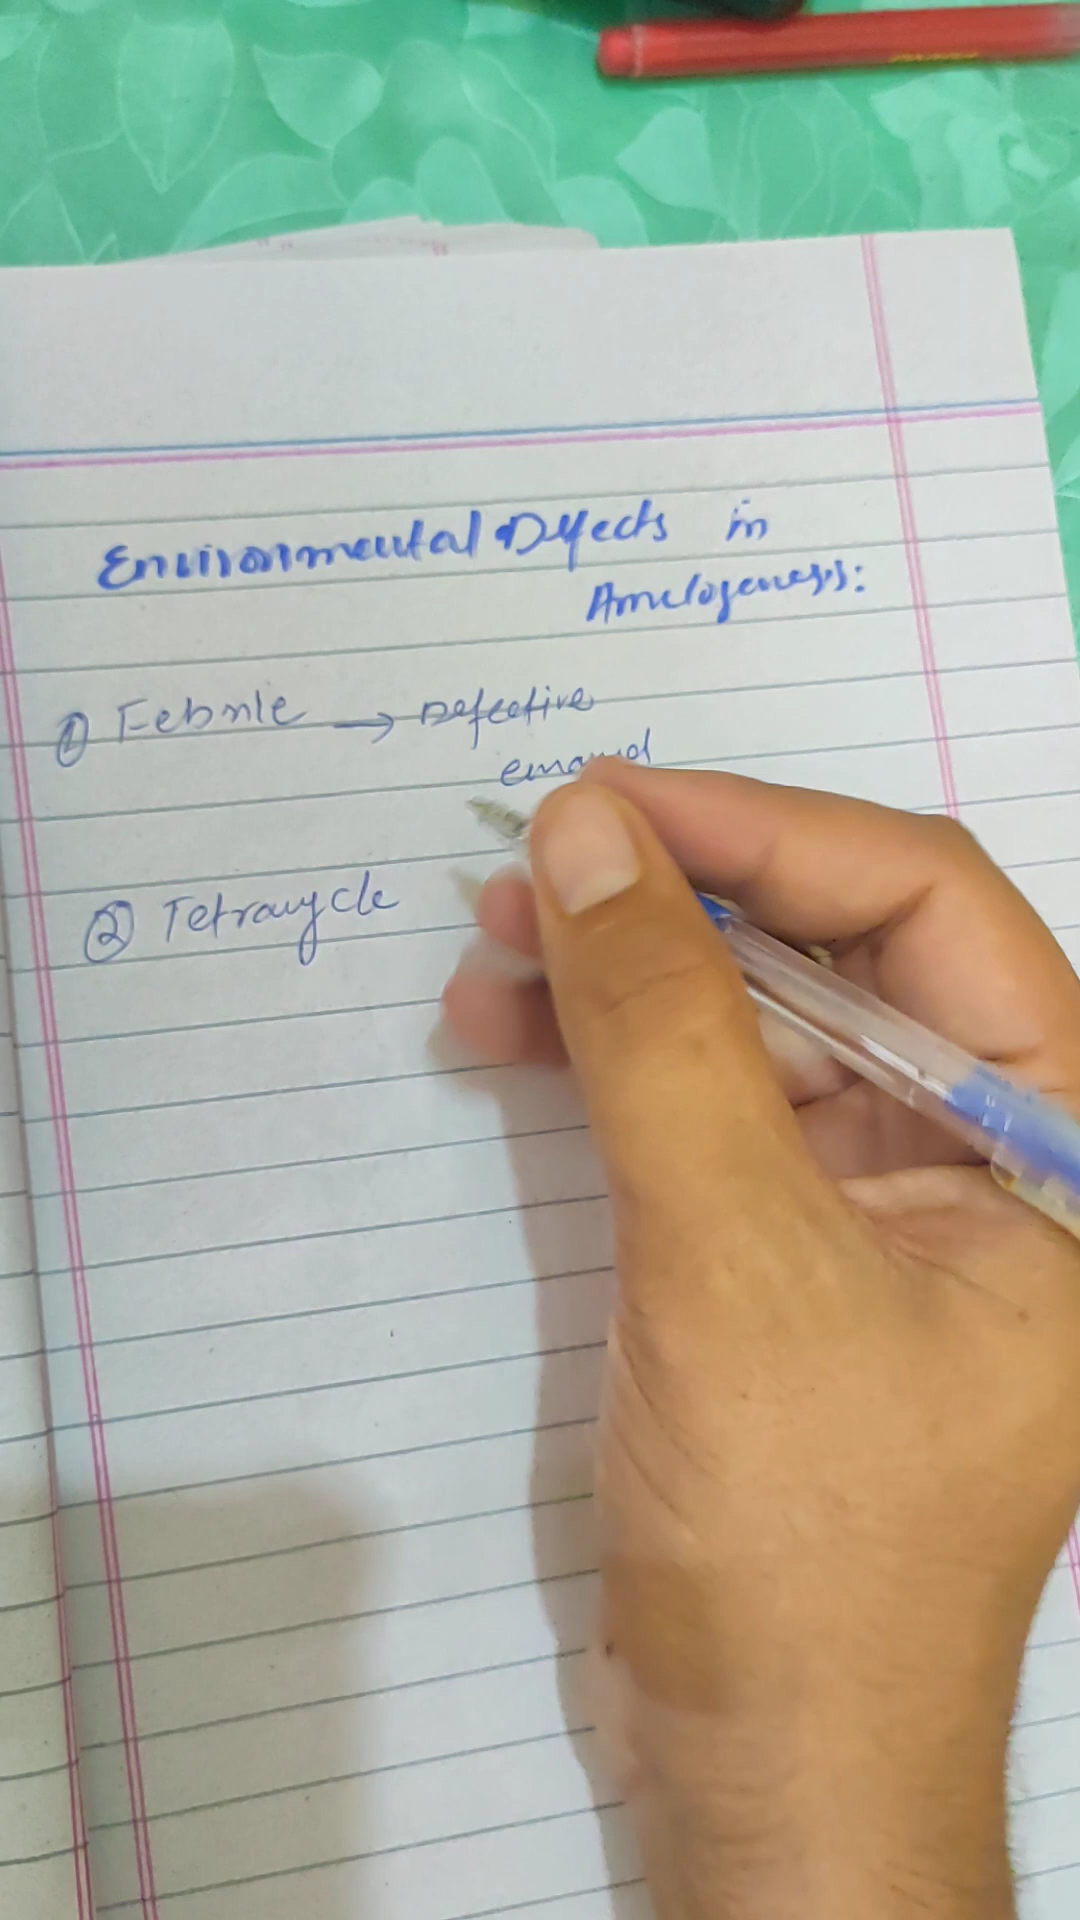 Environmental Defects in
Amelogenesis:
① Febrile → Defective
enamel
② Tetracycle